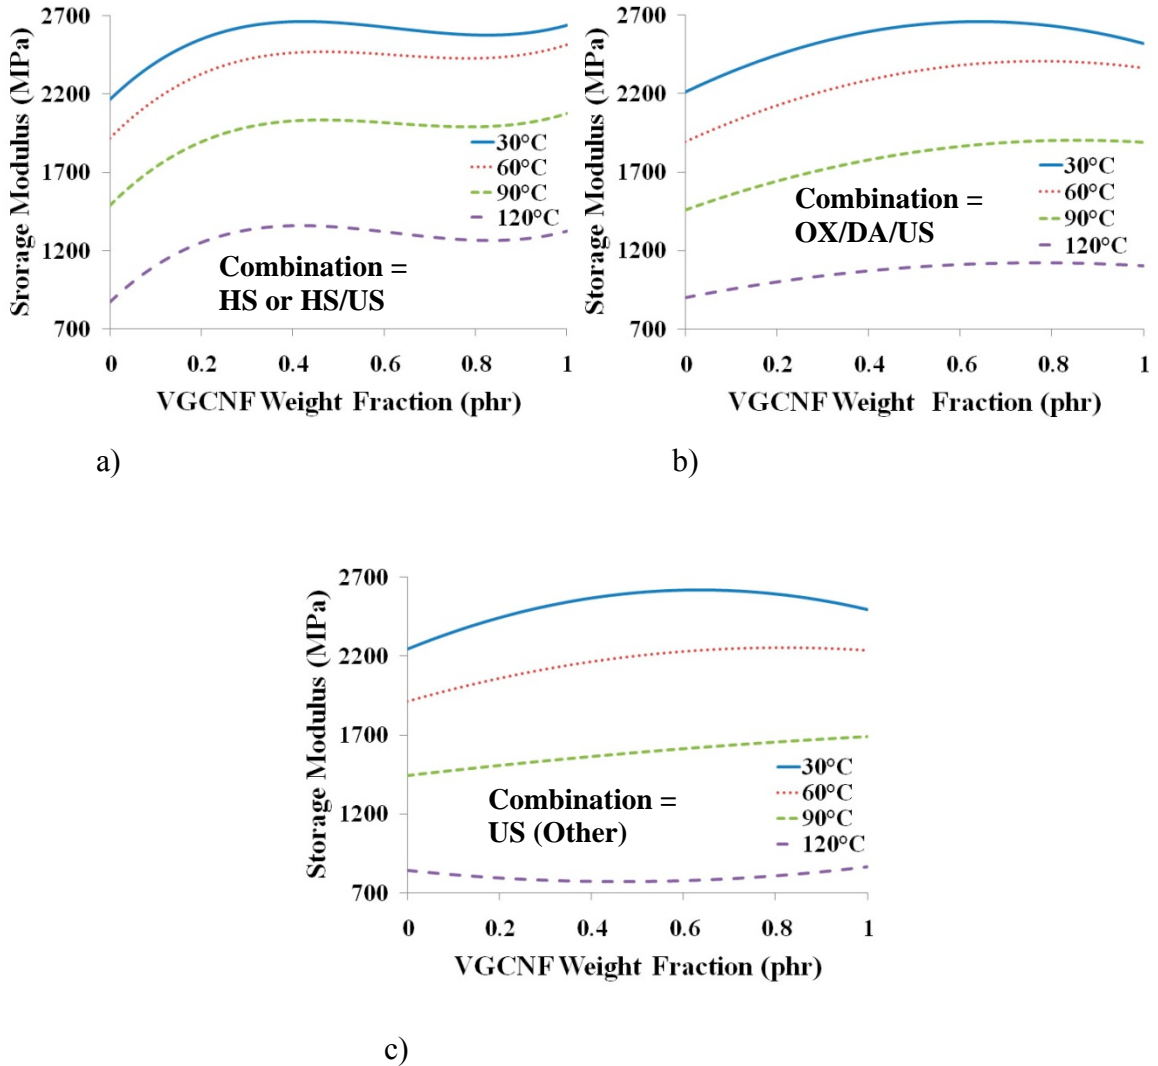 Srorage Modulus (MPa)
2700
2200
1700
1200
700
30°C
60°C
90°C
120°C
Combination =
HS or HS/US
0 0.2 0.4 0.6 0.8 1
VGCNF Weight Fraction (phr)
a)
Storage Modulus (MPa)
2700
2200
1700
1200
700
30°C
60°C
90°C
120°C
Combination =
OX/DA/US
0 0.2 0.4 0.6 0.8 1
VGCNF Weight Fraction (phr)
b)
Storage Modulus (MPa)
2700
2200
1700
1200
700
30°C
60°C
90°C
120°C
Combination =
US (Other)
0 0.2 0.4 0.6 0.8 1
VGCNF Weight Fraction (phr)
c)